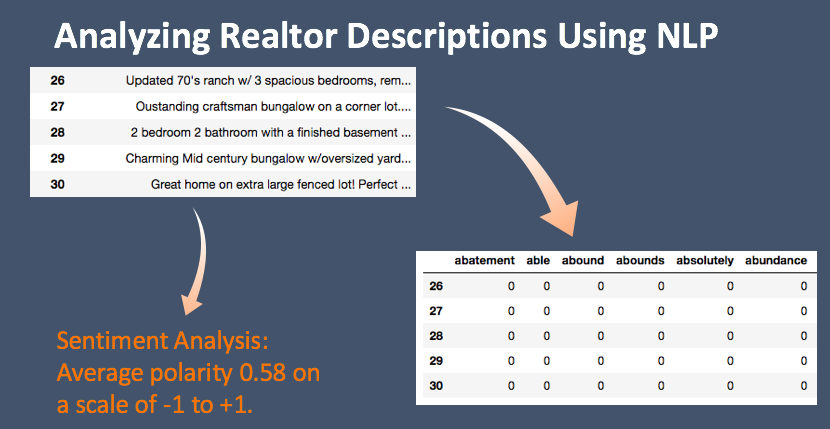 Analyzing Realtor Descriptions Using NLP
26 Updated 70's ranch w/ 3 spacious bedrooms, rem...
27 Oustanding craftsman bungalow on a corner lot....
28 2 bedroom 2 bathroom with a finished basement ...
29 Charming Mid century bungalow w/oversized yard...
30 Great home on extra large fenced lot! Perfect ...
abatement able abound abounds absolutely abundance
26 0 0 0 0 0 0
27 0 0 0 0 0 0
28 0 0 0 0 0 0
29 0 0 0 0 0 0
30 0 0 0 0 0 0
Sentiment Analysis:
Average polarity 0.58 on
a scale of -1 to +1.